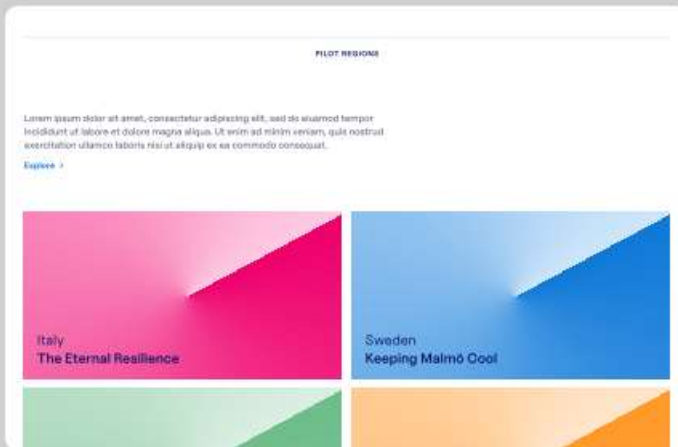 PILOT REGIONS
Lorem ipsum dolor sit amet, consectetur adipiscing elit, sed do eiusmod tempor
incididunt ut labore et dolore magna aliqua. Ut enim ad minim veniam, quis nostrud
exercitation ullamco laboris nisi ut aliquip ex ea commodo consequat.
Explore >
Italy
The Eternal Resilience
Sweden
Keeping Malmö Cool